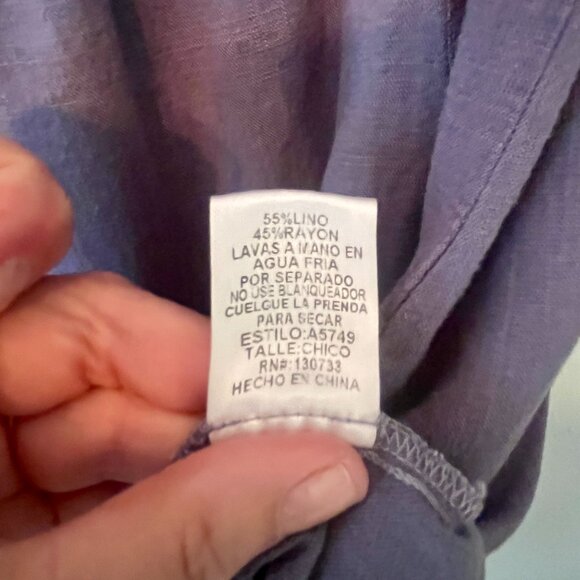 55%LINO
45%RAYON
LAVAS A MANO EN
AGUA FRIA
POR SEPARADO
NO USE BLANQUEADOR
CUELGUE LA PRENDA
PARA SECAR
ESTILO:A5749
TALLE:CHICO
RN#:130733
HECHO EN CHINA